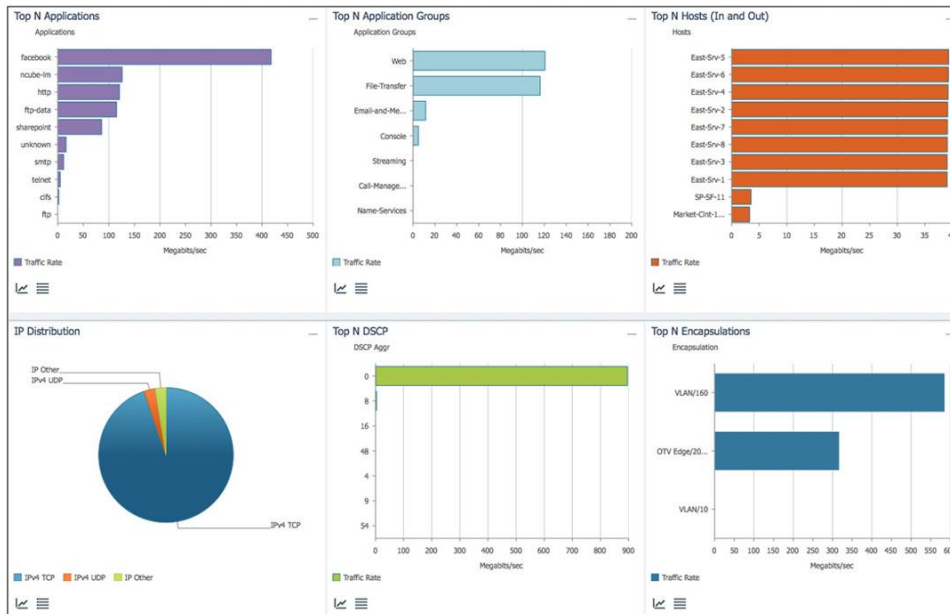 Top N Applications
Applications
facebook
ncube-lm
http
ftp-data
sharepoint
unknown
smtp
telnet
cifs
ftp
0 50 100 150 200 250 300 350 400 450 500
Megabits/sec
Traffic Rate
Top N Application Groups
Application Groups
Web
File-Transfer
Email-and-Me...
Console
Streaming
Call-Manage...
Name-Services
0 20 40 60 80 100 120 140 160 180 200
Megabits/sec
Traffic Rate
Top N Hosts (In and Out)
Hosts
East-Srv-5
East-Srv-6
East-Srv-4
East-Srv-2
East-Srv-7
East-Srv-8
East-Srv-3
East-Srv-1
SP-SF-11
Market-Clnt-1...
0 5 10 15 20 25 30 35
Megabits/sec
Traffic Rate
IP Distribution
IP Other
IPv4 UDP
IPv4 TCP
IPv4 TCP IPv4 UDP IP Other
Top N DSCP
DSCP Aggr
0
8
16
48
4
9
54
0 100 200 300 400 500 600 700 800 900
Megabits/sec
Traffic Rate
Top N Encapsulations
Encapsulation
VLAN/160
OTV Edge/20...
VLAN/10
0 50 100 150 200 250 300 350 400 450 500 550
Megabits/sec
Traffic Rate